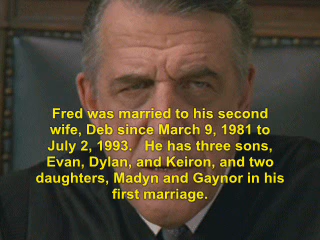 Fred was married to his second
wife, Deb since March 9, 1981 to
July 2, 1993.   He has three sons,
Evan, Dylan, and Keiron, and two
daughters, Madyn and Gaynor in his
first marriage.